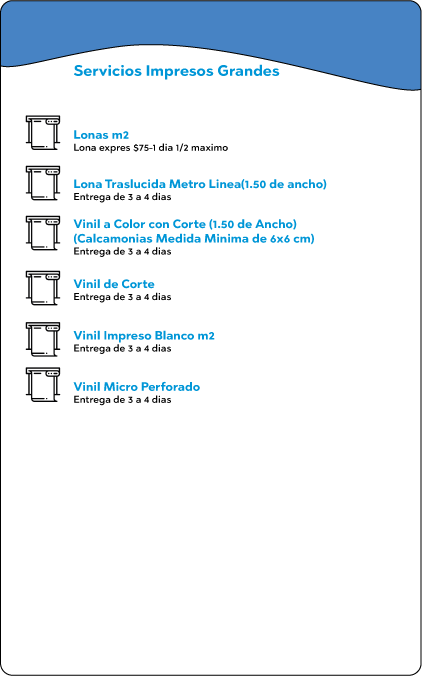 Servicios Impresos Grandes
Lonas m2
Lona expres $75-1 dia 1/2 maximo
Lona Traslucida Metro Linea(1.50 de ancho)
Entrega de 3 a 4 dias
Vinil a Color con Corte (1.50 de Ancho)
(Calcamonias Medida Minima de 6x6 cm)
Entrega de 3 a 4 dias
Vinil de Corte
Entrega de 3 a 4 dias
Vinil Impreso Blanco m2
Entrega de 3 a 4 dias
Vinil Micro Perforado
Entrega de 3 a 4 dias